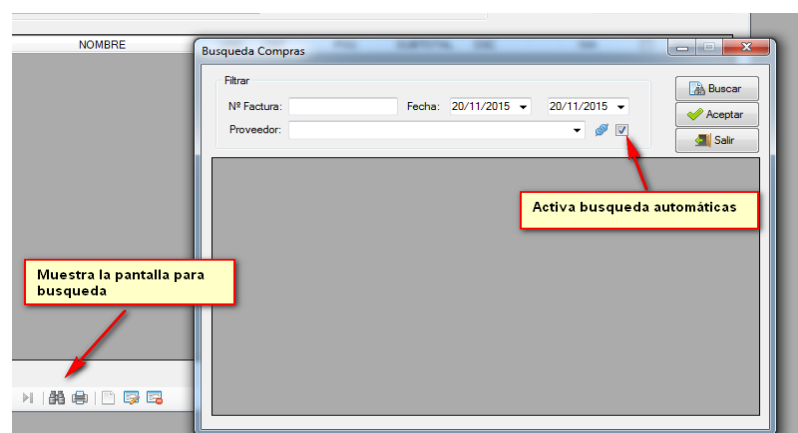 NOMBRE
Busqueda Compras
Filtrar
Nº Factura:
Fecha: 20/11/2015 20/11/2015
Proveedor:
Buscar
Aceptar
Salir
Activa busqueda automáticas
Muestra la pantalla para
busqueda